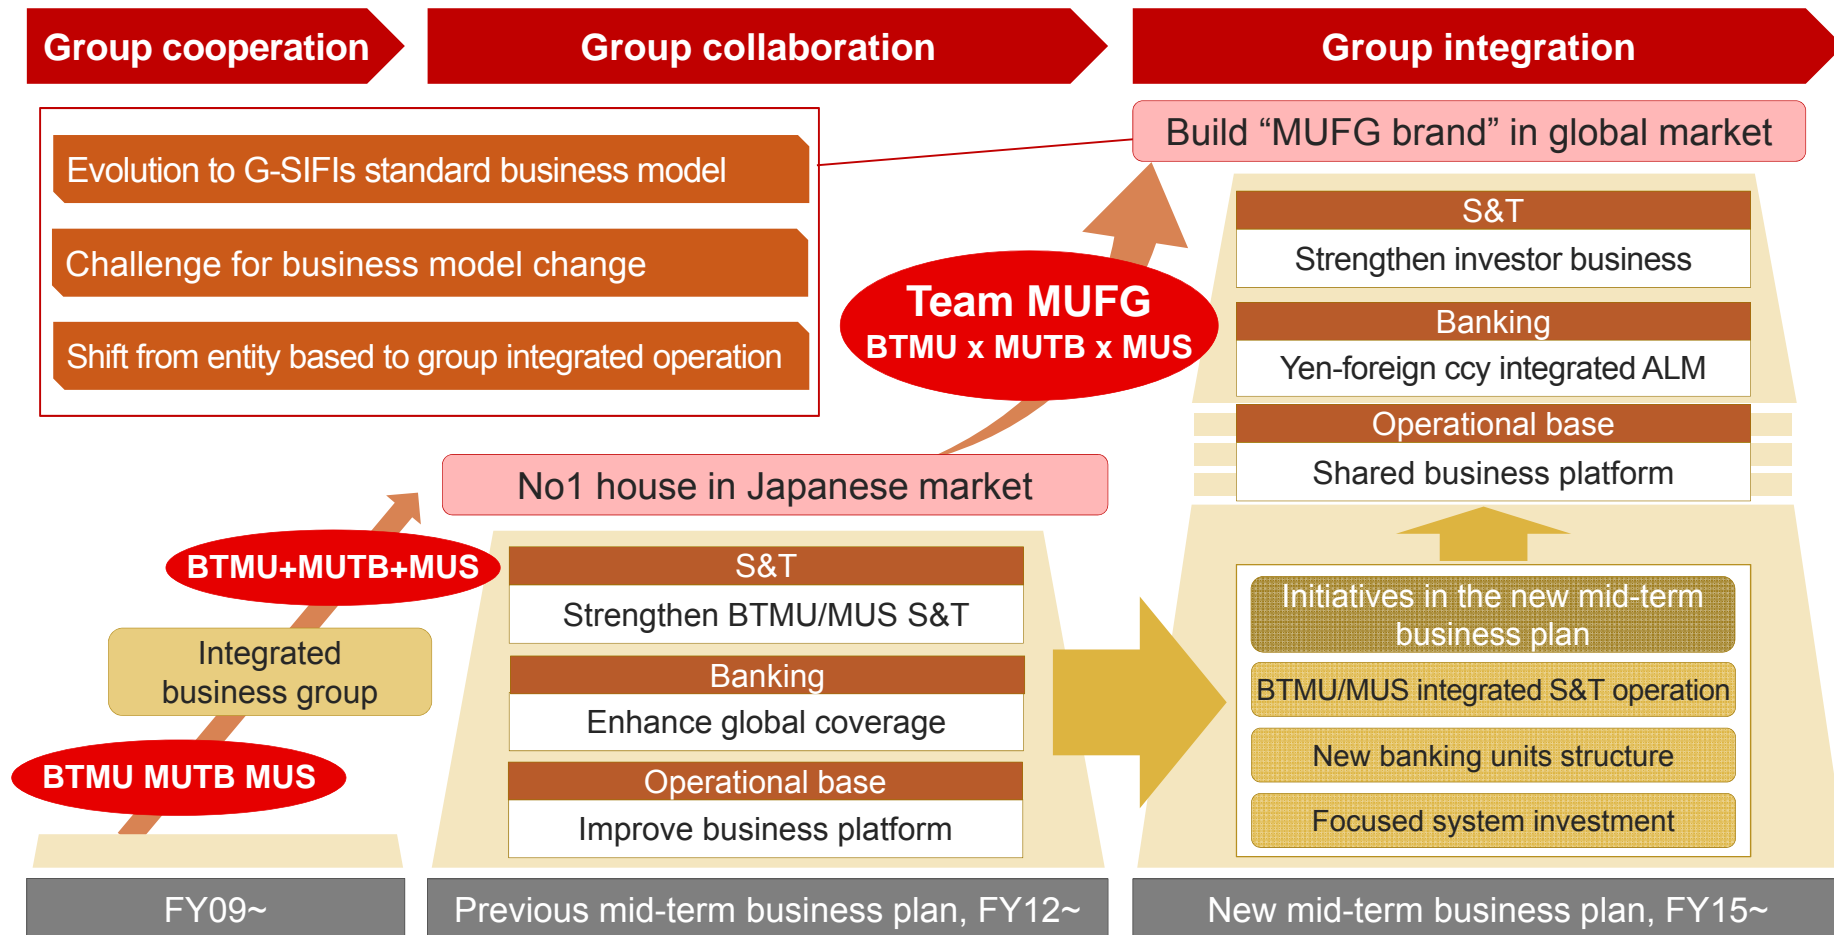 Group cooperation
Group collaboration
Group integration
Evolution to G-SIFIs standard business model
Challenge for business model change
Shift from entity based to group integrated operation
Build “MUFG brand” in global market
S&T
Strengthen investor business
Banking
Yen-foreign ccy integrated ALM
Operational base
Shared business platform
Team MUFG
BTMU x MUTB x MUS
No1 house in Japanese market
BTMU+MUTB+MUS
Integrated
business group
BTMU MUTB MUS
S&T
Strengthen BTMU/MUS S&T
Banking
Enhance global coverage
Operational base
Improve business platform
Initiatives in the new mid-term
business plan
BTMU/MUS integrated S&T operation
New banking units structure
Focused system investment
FY09~
Previous mid-term business plan, FY12~
New mid-term business plan, FY15~